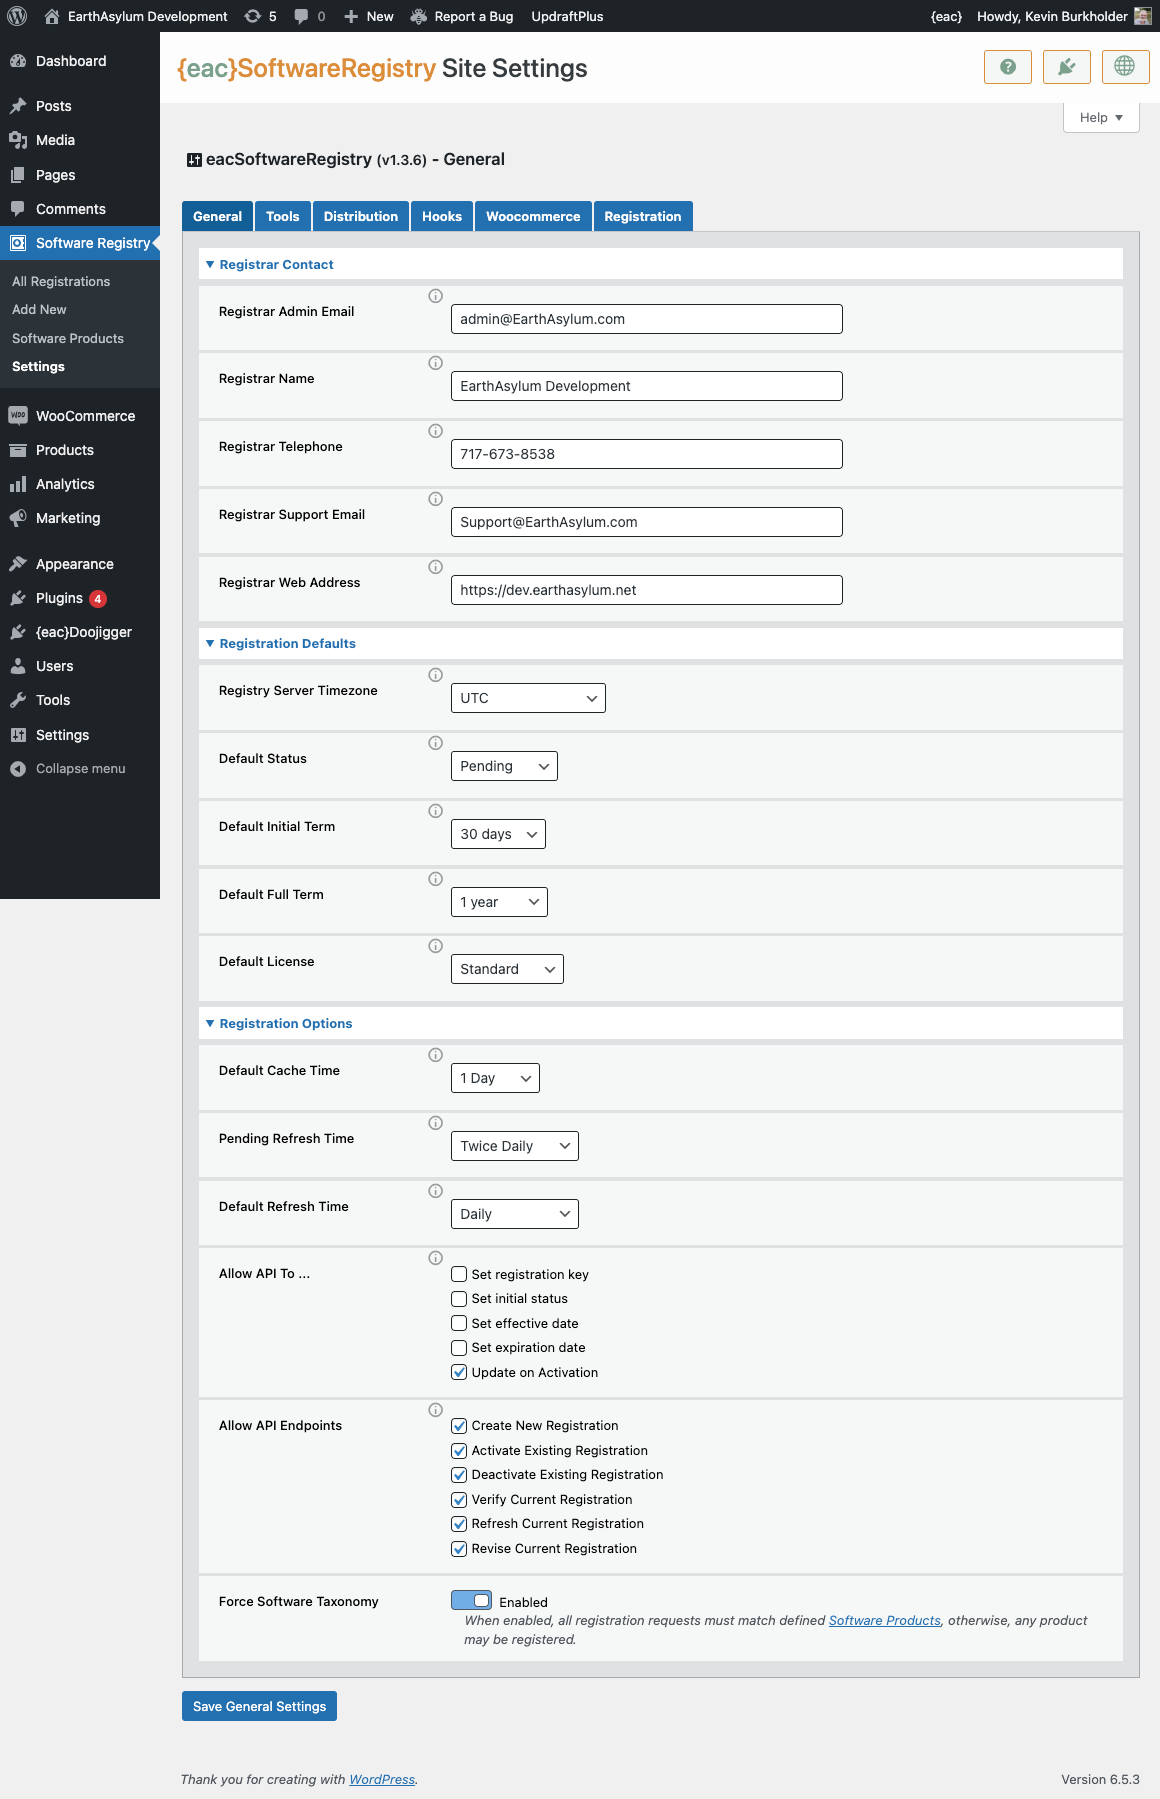 EarthAsylum Development 5 0 New Report a Bug UpdraftPlus {eac} Howdy, Kevin Burkholder
Dashboard
Posts
Media
Pages
Comments
Software Registry
All Registrations
Add New
Software Products
Settings
WOO WooCommerce
Products
Analytics
Marketing
Appearance
Plugins 4
{eac}Doojigger
Users
Tools
Settings
Collapse menu
{eac}SoftwareRegistry Site Settings
Help
eacSoftwareRegistry (v1.3.6) - General
General Tools Distribution Hooks Woocommerce Registration
Registrar Contact
Registrar Admin Email
admin@EarthAsylum.com
Registrar Name
EarthAsylum Development
Registrar Telephone
717-673-8538
Registrar Support Email
Support@EarthAsylum.com
Registrar Web Address
https://dev.earthasylum.net
Registration Defaults
Registry Server Timezone
UTC
Default Status
Pending
Default Initial Term
30 days
Default Full Term
1 year
Default License
Standard
Registration Options
Default Cache Time
1 Day
Pending Refresh Time
Twice Daily
Default Refresh Time
Daily
Allow API To ...
Set registration key
Set initial status
Set effective date
Set expiration date
Update on Activation
Allow API Endpoints
Create New Registration
Activate Existing Registration
Deactivate Existing Registration
Verify Current Registration
Refresh Current Registration
Revise Current Registration
Force Software Taxonomy
Enabled
When enabled, all registration requests must match defined Software Products, otherwise, any product
may be registered.
Save General Settings
Thank you for creating with WordPress.
Version 6.5.3